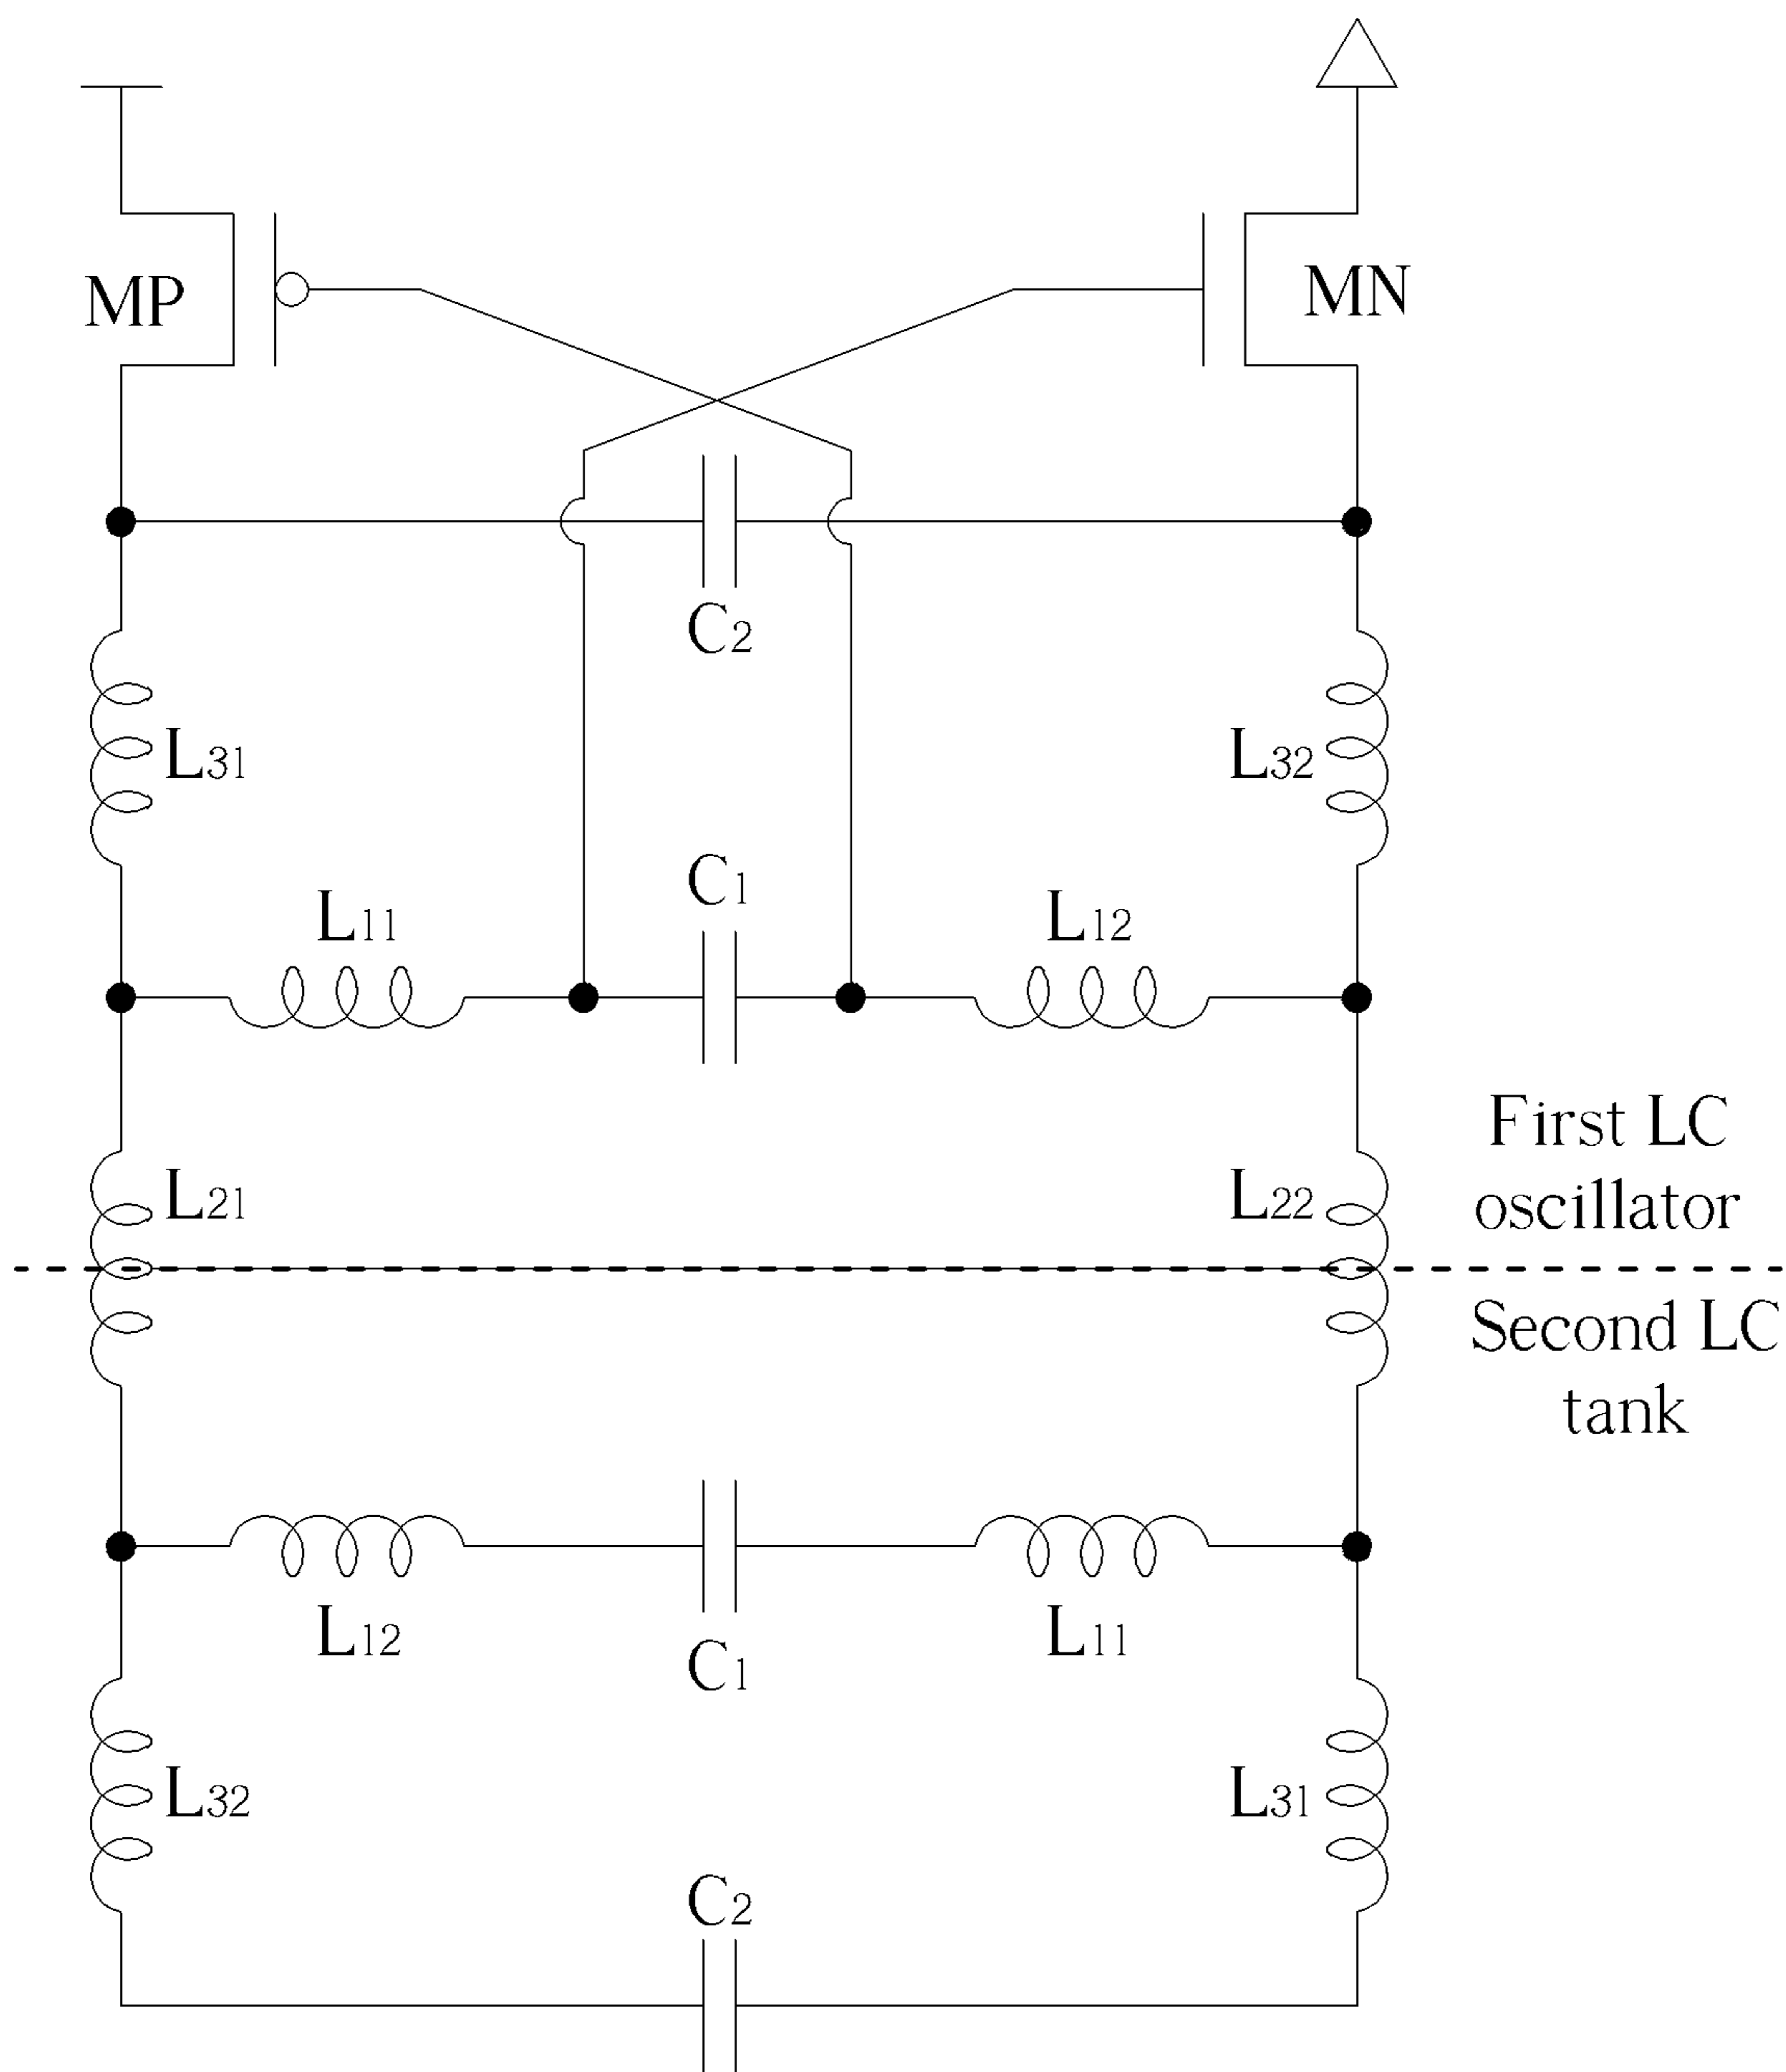 MP
MN
C2
L31
L32
C1
L11
L12
First LC
oscillator
L21
L22
Second LC
tank
L12
C1
L11
L32
L31
C2